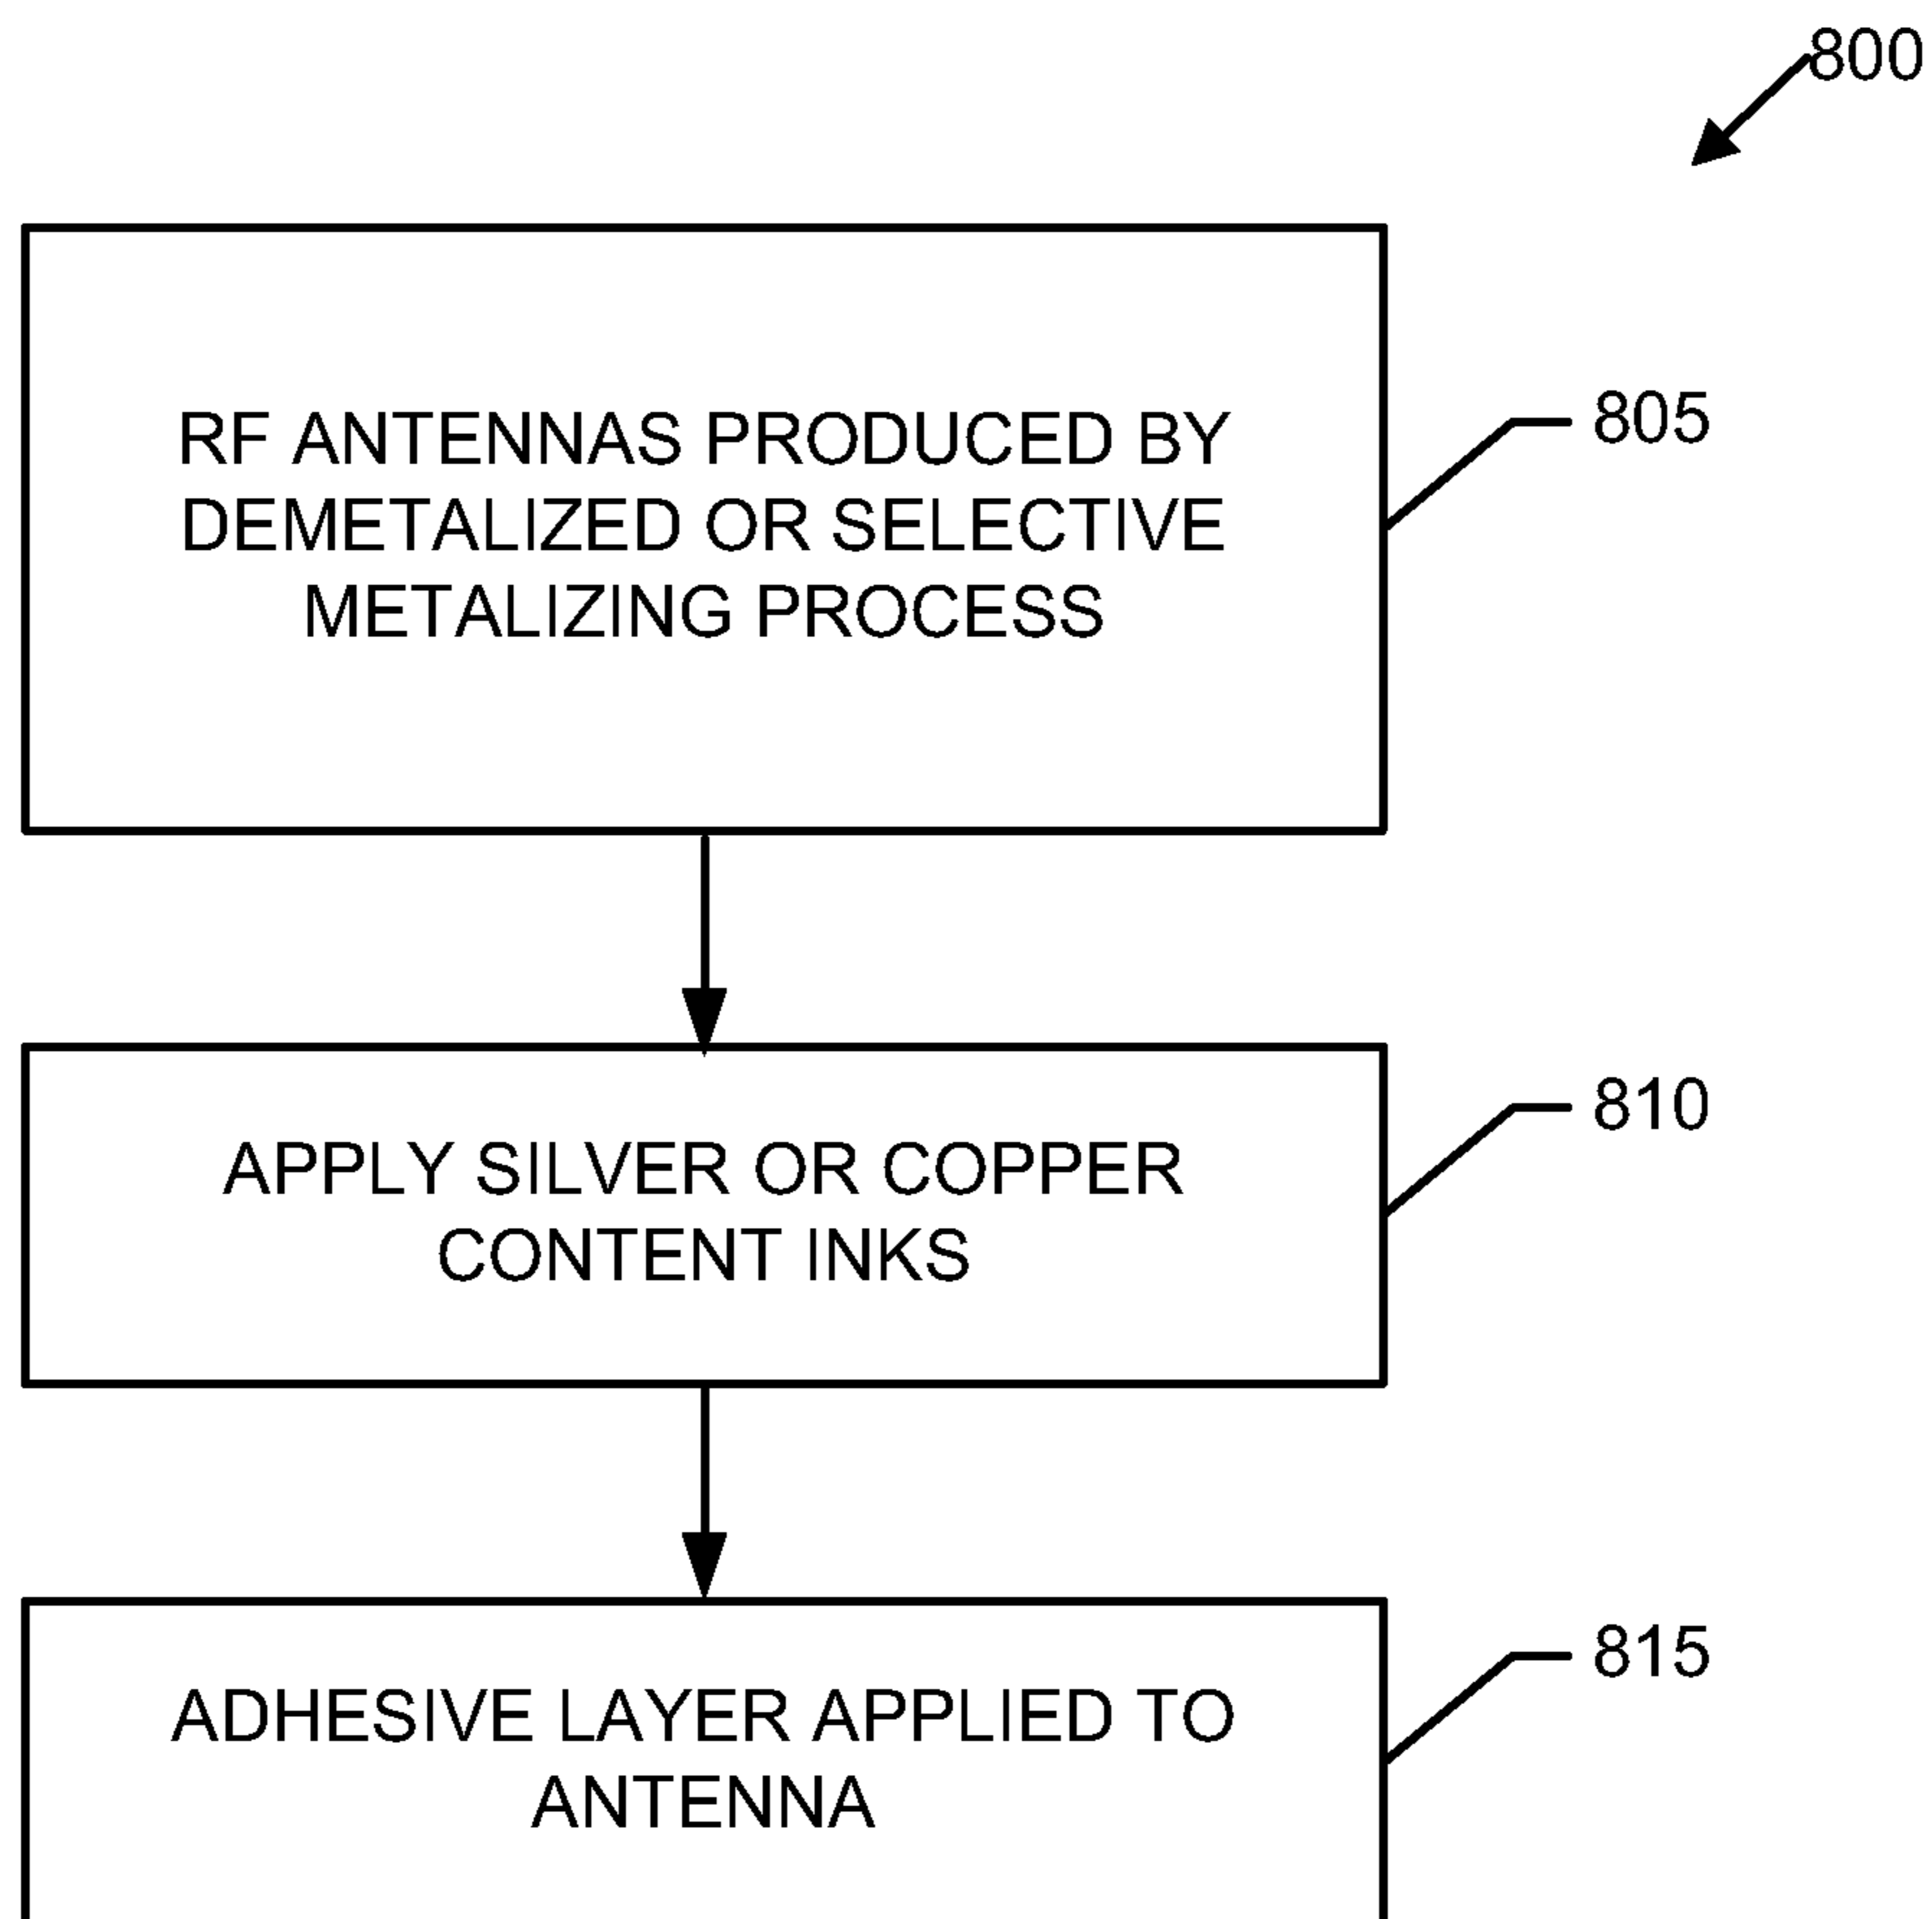 800
RF ANTENNAS PRODUCED BY
DEMETALIZED OR SELECTIVE
METALIZING PROCESS
805
APPLY SILVER OR COPPER
CONTENT INKS
810
ADHESIVE LAYER APPLIED TO
ANTENNA
815